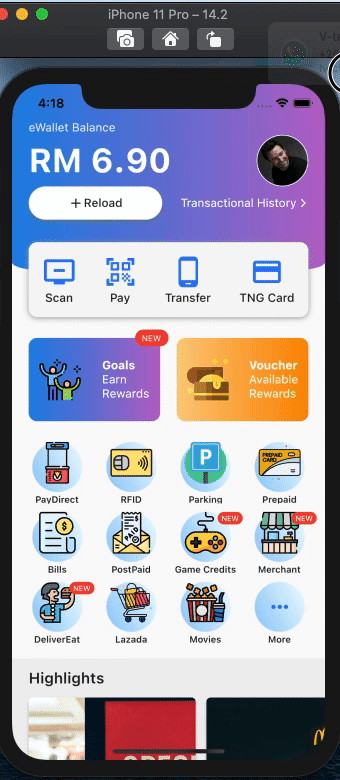 iPhone 11 Pro – 14.2
V-tr
4:18
eWallet Balance
RM 6.90
+ Reload
Transactional History >
Scan
Pay
Transfer
TNG Card
NEW
Goals
Earn
Rewards
Voucher
Available
Rewards
P
PREPAID
CARD
PayDirect
RFID
Parking
Prepaid
NEW
NEW
Bills
PostPaid
Game Credits
Merchant
NEW
DeliverEat
Lazada
Movies
More
Highlights